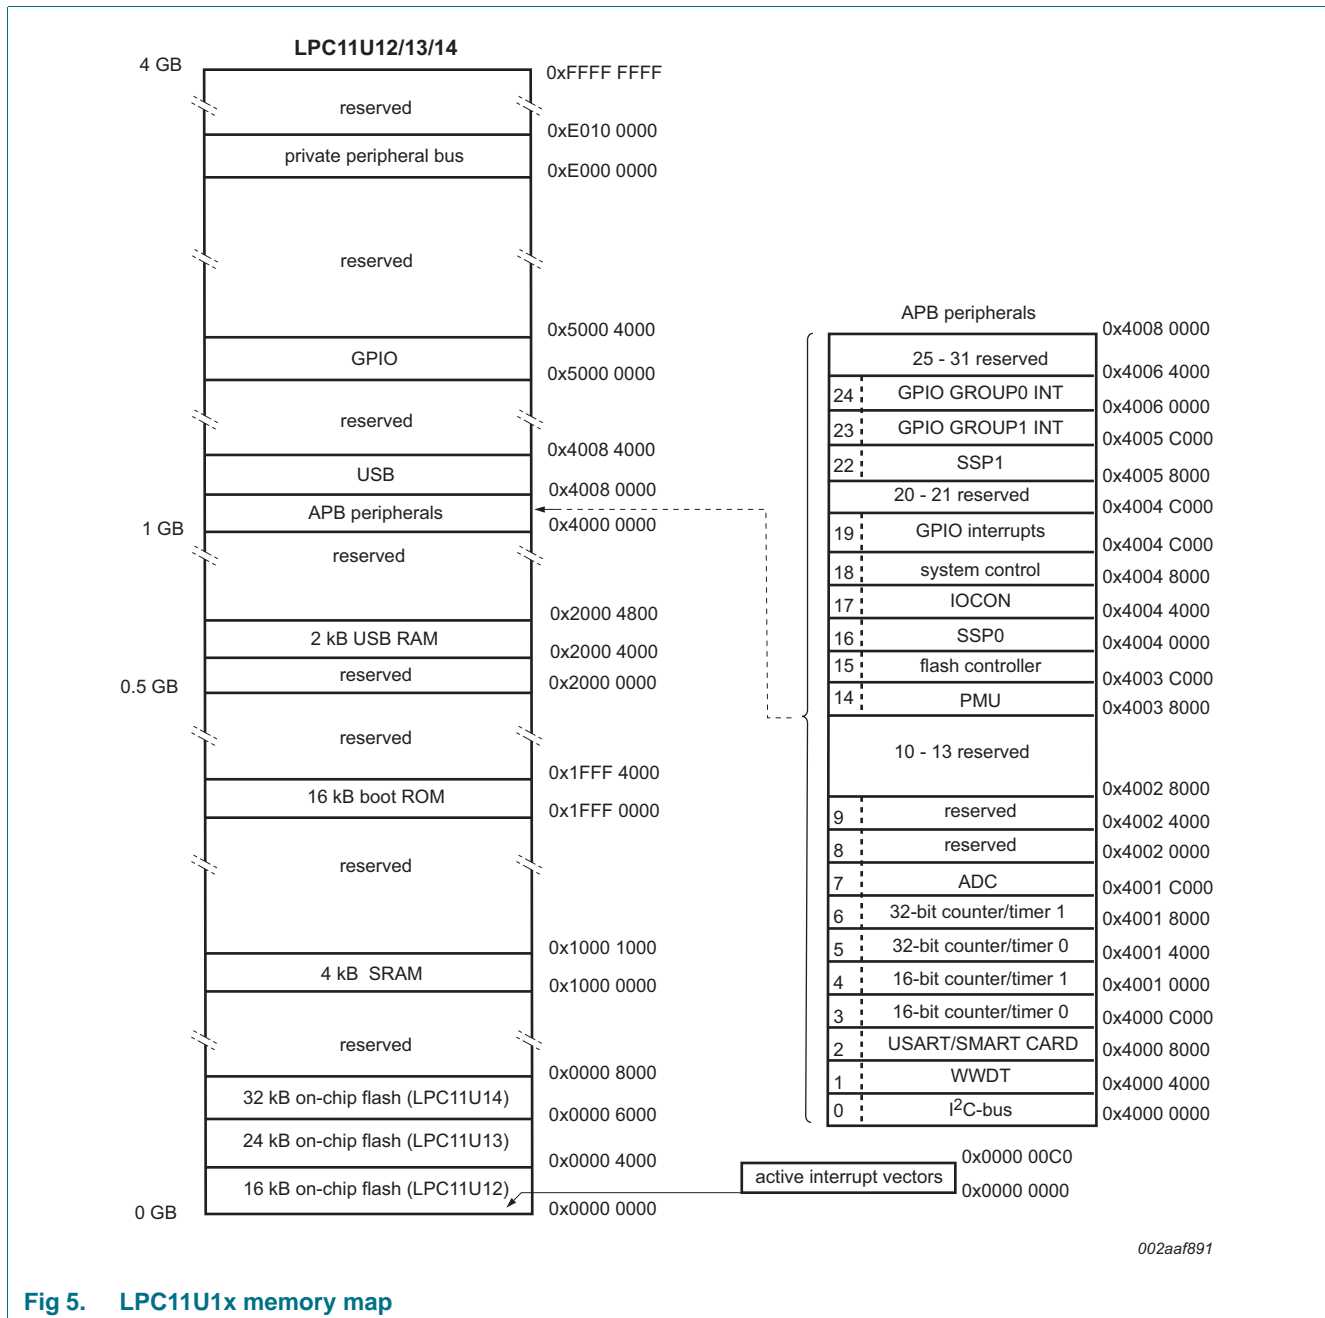 LPC11U12/13/14
4 GB
0xFFFF FFFF
reserved
0xE010 0000
private peripheral bus
0xE000 0000
reserved
0x5000 4000
GPIO
0x5000 0000
reserved
0x4008 4000
USB
0x4008 0000
APB peripherals
1 GB
0x4000 0000
reserved
0x2000 4800
2 kB USB RAM
0x2000 4000
reserved
0.5 GB
0x2000 0000
reserved
0x1FFF 4000
16 kB boot ROM
0x1FFF 0000
reserved
0x1000 1000
4 kB SRAM
0x1000 0000
reserved
0x0000 8000
32 kB on-chip flash (LPC11U14)
0x0000 6000
24 kB on-chip flash (LPC11U13)
0x0000 4000
16 kB on-chip flash (LPC11U12)
0 GB
0x0000 0000
APB peripherals
0x4008 0000
25 - 31 reserved
0x4006 4000
24 GPIO GROUP0 INT
0x4006 0000
23 GPIO GROUP1 INT
0x4005 C000
22 SSP1
0x4005 8000
20 - 21 reserved
0x4004 C000
19 GPIO interrupts
0x4004 C000
18 system control
0x4004 8000
17 IOCON
0x4004 4000
16 SSP0
0x4004 0000
15 flash controller
0x4003 C000
14 PMU
0x4003 8000
10 - 13 reserved
0x4002 8000
9 reserved
0x4002 4000
8 reserved
0x4002 0000
7 ADC
0x4001 C000
6 32-bit counter/timer 1
0x4001 8000
5 32-bit counter/timer 0
0x4001 4000
4 16-bit counter/timer 1
0x4001 0000
3 16-bit counter/timer 0
0x4000 C000
2 USART/SMART CARD
0x4000 8000
1 WWDT
0x4000 4000
0 I2C-bus
0x4000 0000
0x0000 00C0
active interrupt vectors
0x0000 0000
002aaf891
Fig 5. LPC11U1x memory map